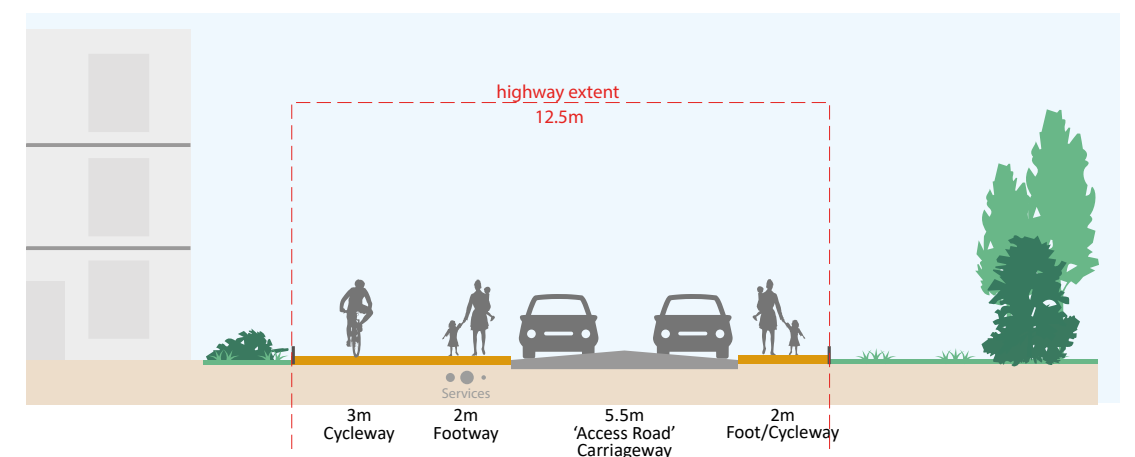 highway extent
12.5m
Services
3m
Cycleway
2m
Footway
5.5m
‘Access Road’
Carriageway
2m
Foot/Cycleway